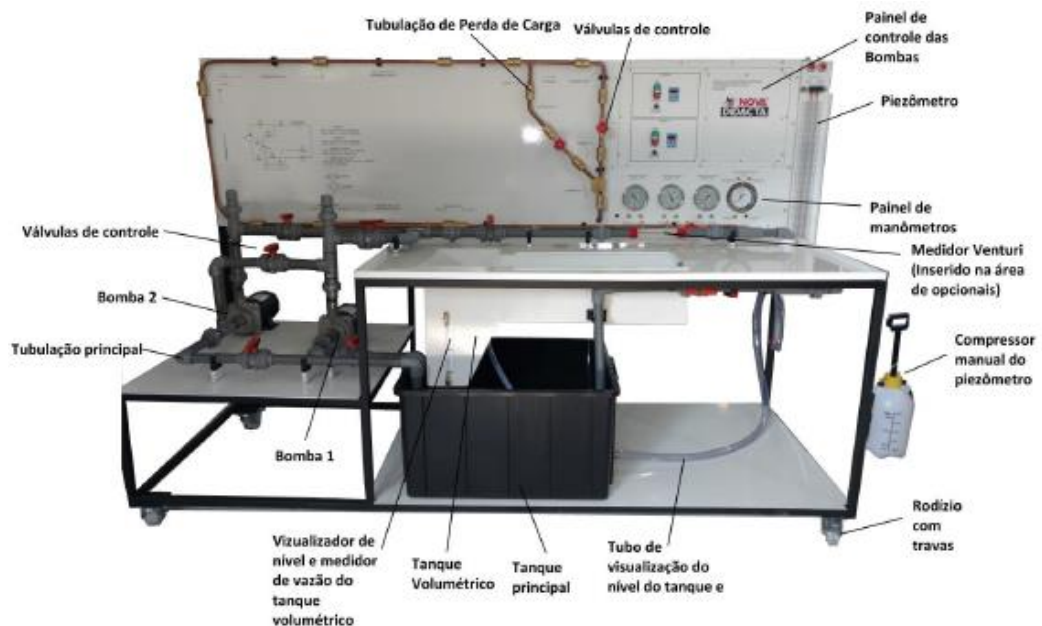 Tubulação de Perda de Carga
Válvulas de controle
Painel de
controle das
Bombas
NOVA
DIDACTA
Piezômetro
Painel de
manômetros
Válvulas de controle
Medidor Venturi
(Inserido na área
de opcionais)
Bomba 2
Tubulação principal
Compressor
manual do
piezômetro
Bomba 1
Vizualizador de
nível e medidor
de vazão do
tanque
volumétrico
Tanque
Volumétrico
Tanque
principal
Tubo de
visualização do
nível do tanque e
Rodízio
com
travas